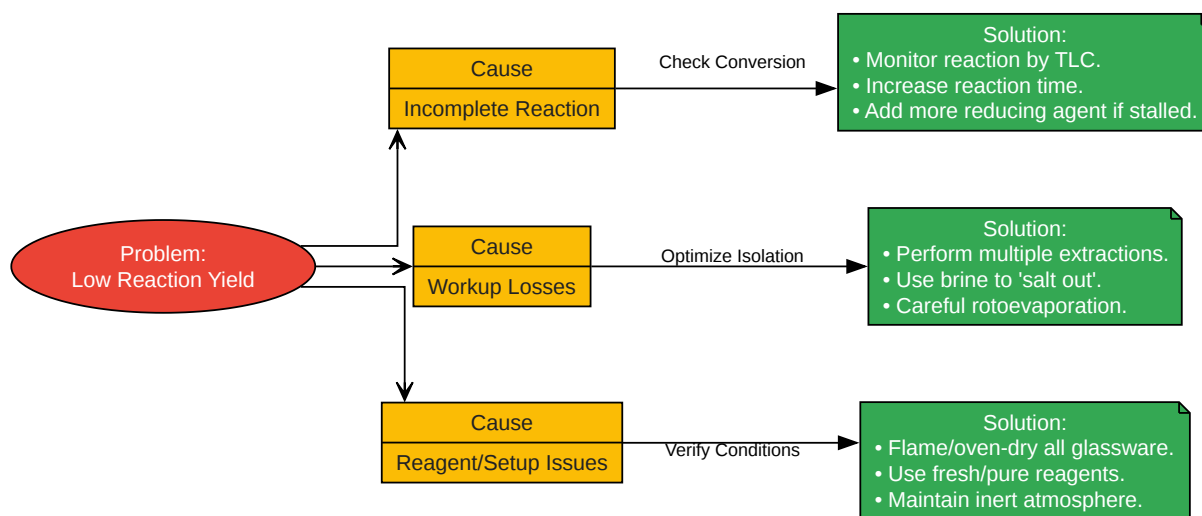 Problem:
Low Reaction Yield
Cause
Incomplete Reaction
Check Conversion
Solution:
• Monitor reaction by TLC.
• Increase reaction time.
• Add more reducing agent if stalled.
Cause
Workup Losses
Optimize Isolation
Solution:
• Perform multiple extractions.
• Use brine to 'salt out'.
• Careful rotoevaporation.
Cause
Reagent/Setup Issues
Verify Conditions
Solution:
• Flame/oven-dry all glassware.
• Use fresh/pure reagents.
• Maintain inert atmosphere.